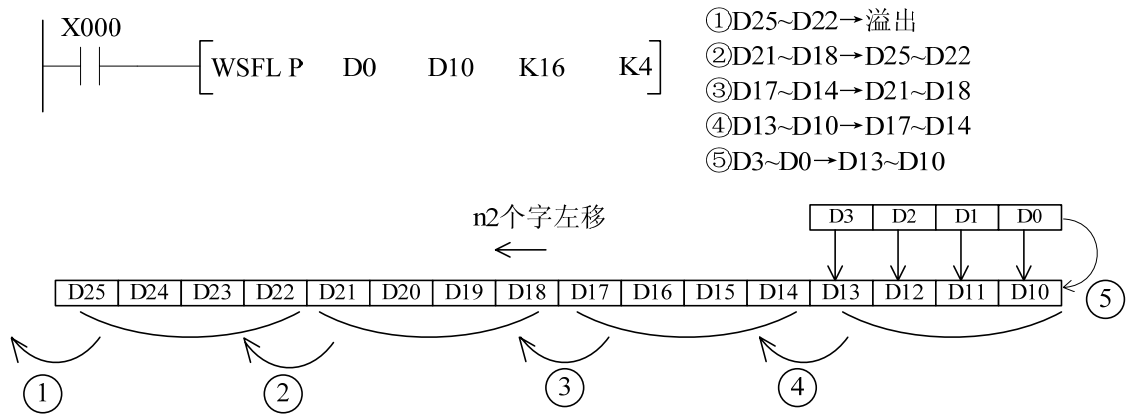 X000
WSFL P D0 D10 K16 K4
①D25~D22→溢出
②D21~D18→D25~D22
③D17~D14→D21~D18
④D13~D10→D17~D14
⑤D3~D0→D13~D10
n2个字左移
D3 D2 D1 D0
D25 D24 D23 D22 D21 D20 D19 D18 D17 D16 D15 D14 D13 D12 D11 D10
⑤
① ② ③ ④